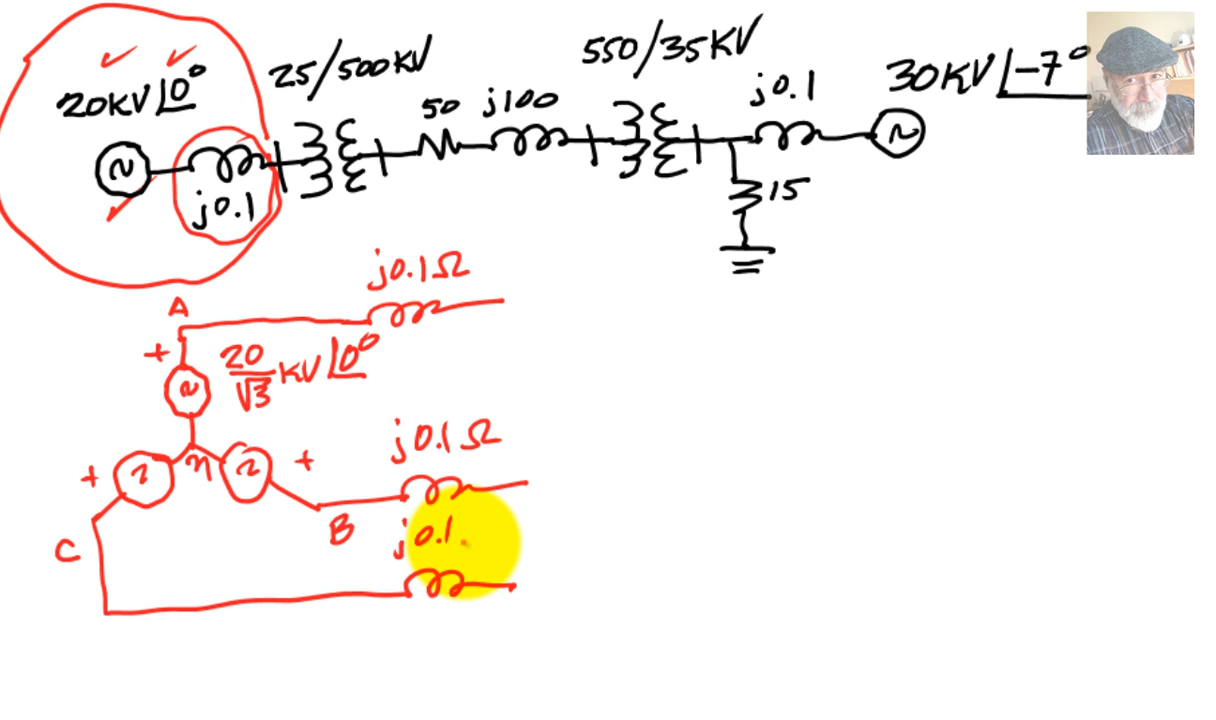 20KV∠0°
25/500KV
550/35KV
30KV∠-7°
50 j100
j0.1
j0.1
15
j0.1Ω
A
+
20/√3 KV∠0°
j0.1Ω
+
n
+
B
C
j0.1